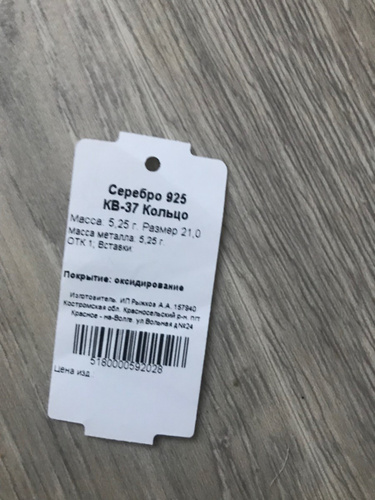 Серебро 925
КВ-37 Кольцо
Масса: 5,25 г. Размер 21,0
Масса металла: 5,25 г.
ОТК 1, Вставки
Покрытие: оксидирование
Изготовитель: ИП Рыжков А.А. 157940
Костромская обл. Красносельский р-н, пгт
Красное - на-Волге, ул.Вольная д№24
5180000592028
Цена изд